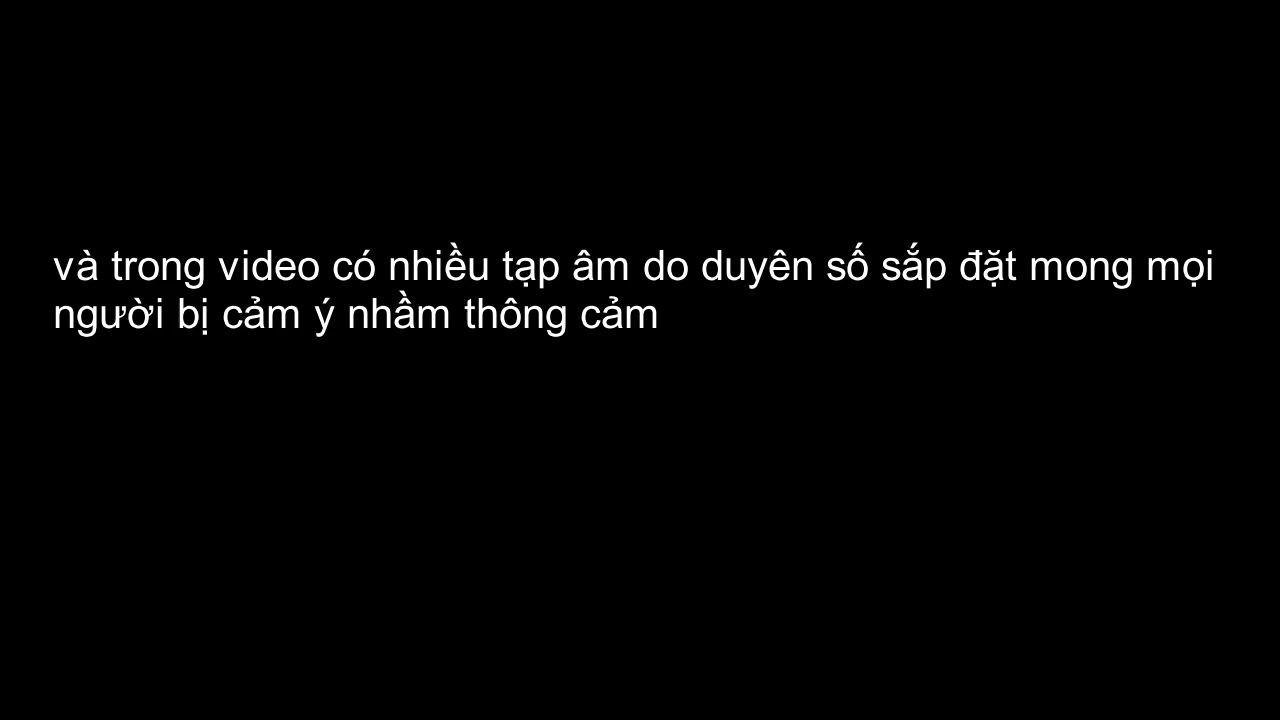 và trong video có nhiều tạp âm do duyên số sắp đặt mong mọi
người bị cảm ý nhầm thông cảm